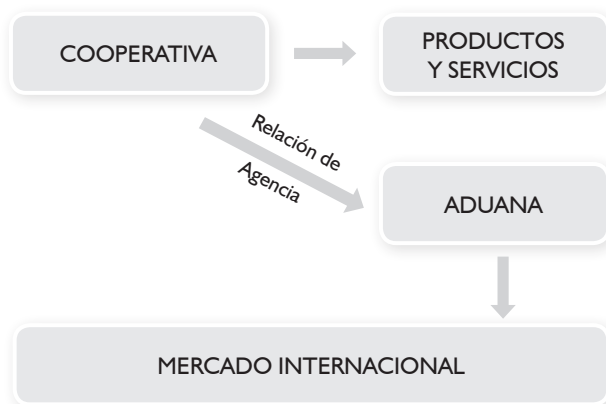 COOPERATIVA
PRODUCTOS
Y SERVICIOS
Relación de
Agencia
ADUANA
MERCADO INTERNACIONAL